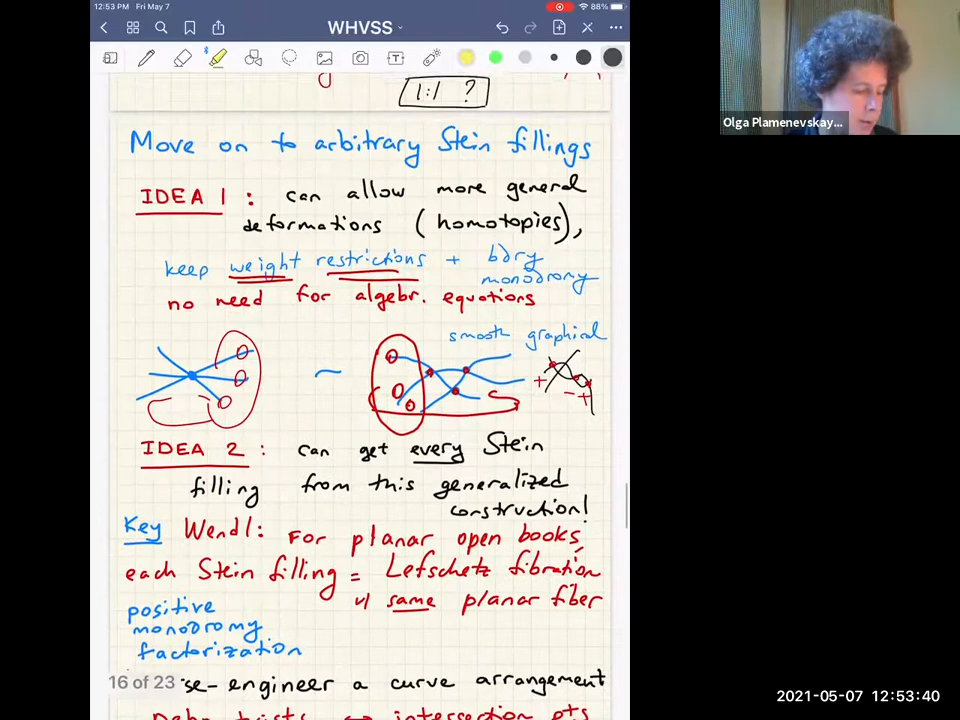 12:53 PM Fri May 7
88%
WHVSS
1:1 ?
Move on to arbitrary Stein fillings
IDEA 1 : can allow more general
deformations (homotopies),
keep weight restrictions + bdry
monodromy
no need for algebr. equations
smooth graphical
~
+
- +
IDEA 2 : can get every Stein
filling from this generalized
construction!
Key Wendl: For planar open books,
each Stein filling = Lefschetz fibration
w/ same planar fiber
positive
monodromy
factorization
16 of 23 se-engineer a curve arrangement
Dehn twists ↔ intersection pts
Olga Plamenevskay...
2021-05-07 12:53:40